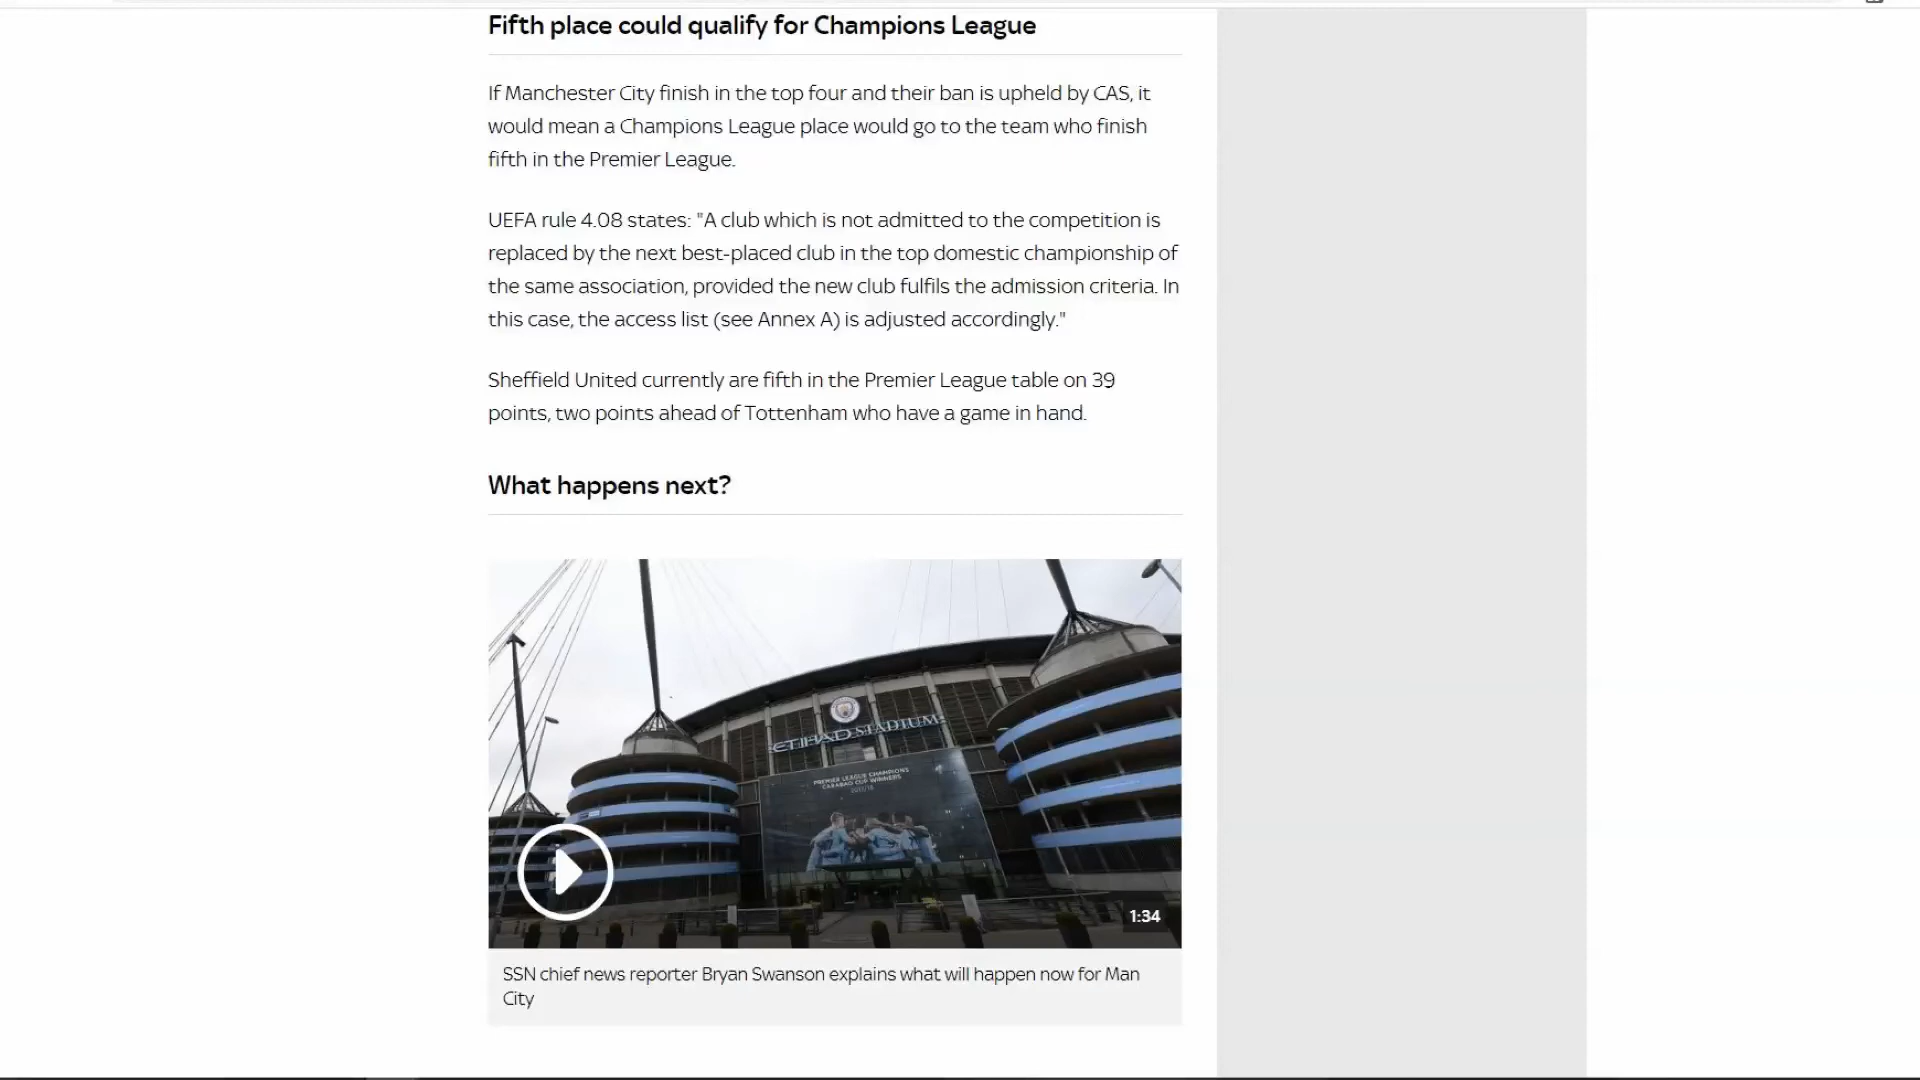 Fifth place could qualify for Champions League
If Manchester City finish in the top four and their ban is upheld by CAS, it
would mean a Champions League place would go to the team who finish
fifth in the Premier League.
UEFA rule 4.08 states: "A club which is not admitted to the competition is
replaced by the next best-placed club in the top domestic championship of
the same association, provided the new club fulfils the admission criteria. In
this case, the access list (see Annex A) is adjusted accordingly."
Sheffield United currently are fifth in the Premier League table on 39
points, two points ahead of Tottenham who have a game in hand.
What happens next?
ETIHAD STADIUM
PREMIER LEAGUE CHAMPIONS
CARABAO CUP WINNERS
2017/18
1:34
SSN chief news reporter Bryan Swanson explains what will happen now for Man
City